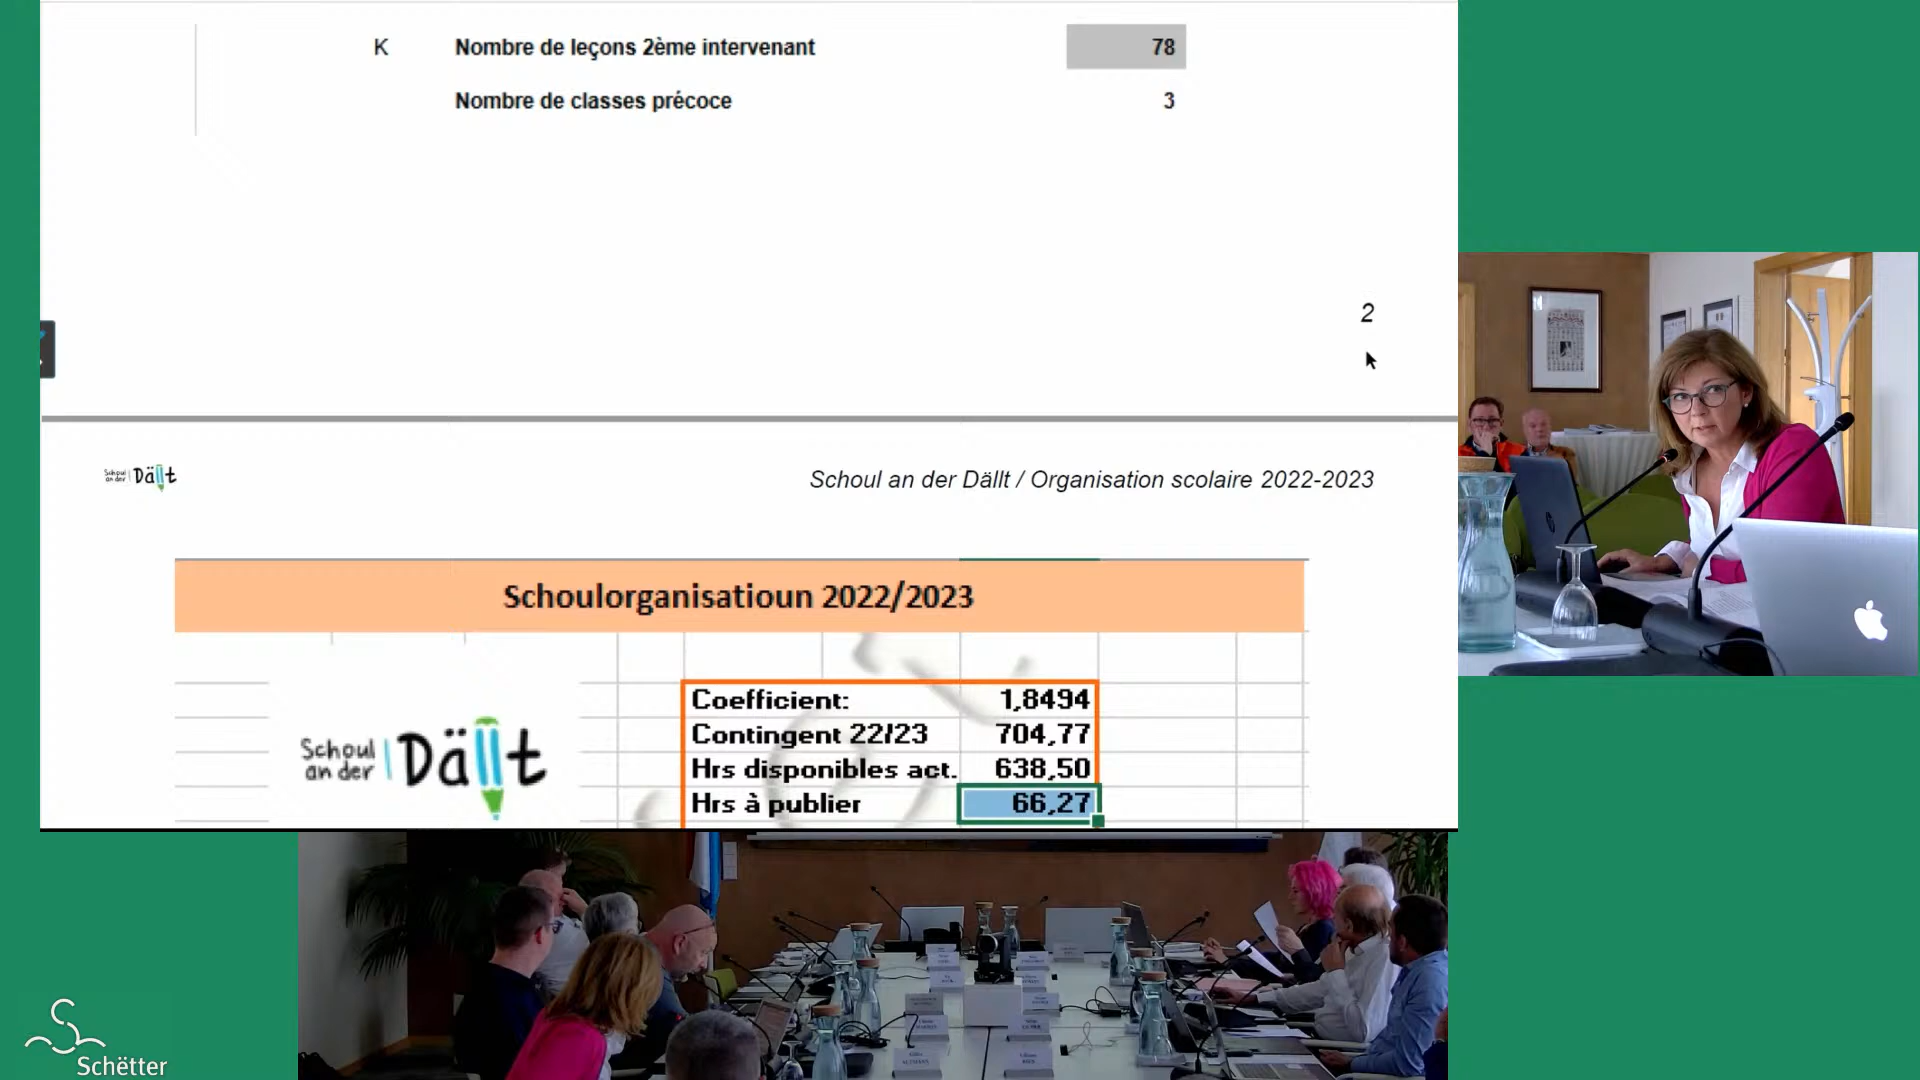 K Nombre de leçons 2ème intervenant 78
Nombre de classes précoce 3
2
Schoul an der Dällt
Schoul an der Dällt / Organisation scolaire 2022-2023
Schoulorganisatioun 2022/2023
Schoul
an der Dällt
Coefficient: 1,8494
Contingent 22/23 704,77
Hrs disponibles act. 638,50
Hrs à publier 66,27
Schëtter